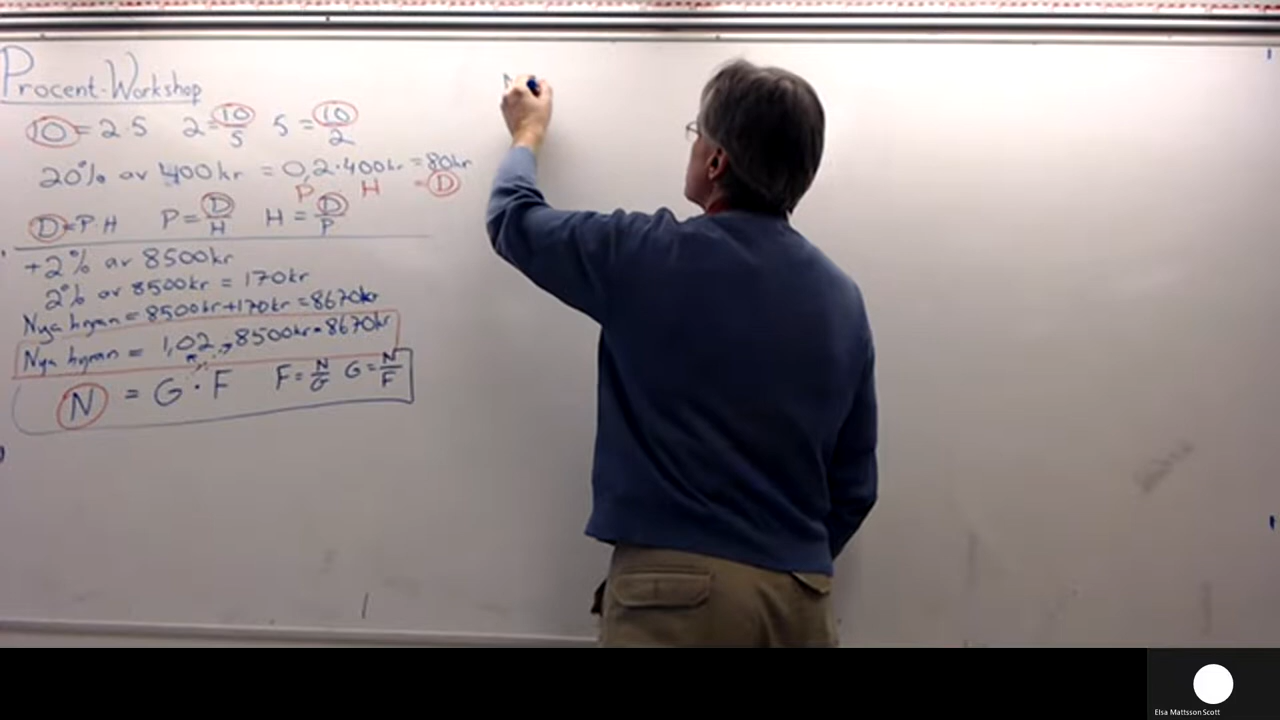 Procent-Workshop
10 = 2·5 2 = 10/5 5 = 10/2
20% av 400kr = 0,2·400kr = 80kr
P H = D
D = P·H P = D/H H = D/P
+2% av 8500kr
2% av 8500kr = 170kr
Nya hyran = 8500kr+170kr = 8670kr
Nya hyran = 1,02·8500kr = 8670kr
N = G·F F = N/G G = N/F
Elsa Mattsson Scott